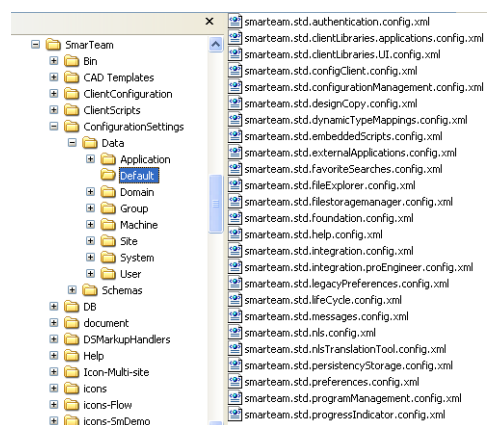 SmarTeam
Bin
CAD Templates
ClientConfiguration
ClientScripts
ConfigurationSettings
Data
Application
Default
Domain
Group
Machine
Site
System
User
Schemas
DB
document
DSMarkupHandlers
Help
Icon-Multi-site
icons
icons-Flow
icons-SmDemo
smarteam.std.authentication.config.xml
smarteam.std.clientLibraries.applications.config.xml
smarteam.std.clientLibraries.UI.config.xml
smarteam.std.configClient.config.xml
smarteam.std.configurationManagement.config.xml
smarteam.std.designCopy.config.xml
smarteam.std.dynamicTypeMappings.config.xml
smarteam.std.embeddedScripts.config.xml
smarteam.std.externalApplications.config.xml
smarteam.std.favoriteSearches.config.xml
smarteam.std.fileExplorer.config.xml
smarteam.std.filestoragemanager.config.xml
smarteam.std.foundation.config.xml
smarteam.std.help.config.xml
smarteam.std.integration.config.xml
smarteam.std.integration.proEngineer.config.xml
smarteam.std.legacyPreferences.config.xml
smarteam.std.lifeCycle.config.xml
smarteam.std.messages.config.xml
smarteam.std.nls.config.xml
smarteam.std.nlsTranslationTool.config.xml
smarteam.std.persistencyStorage.config.xml
smarteam.std.preferences.config.xml
smarteam.std.programManagement.config.xml
smarteam.std.progressIndicator.config.xml